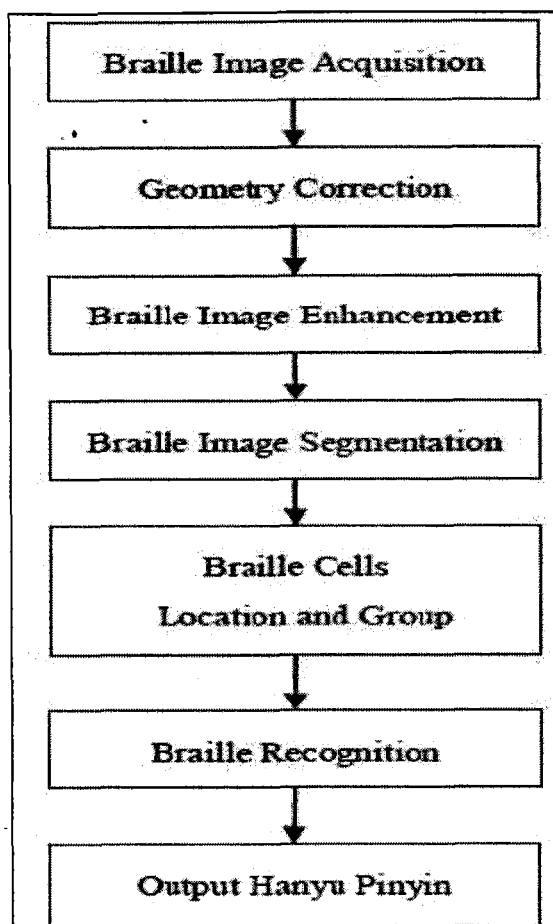 Braille Image Acquisition
Geometry Correction
Braille Image Enhancement
Braille Image Segmentation
Braille Cells
Location and Group
Braille Recognition
Output Hanyu Pinyin